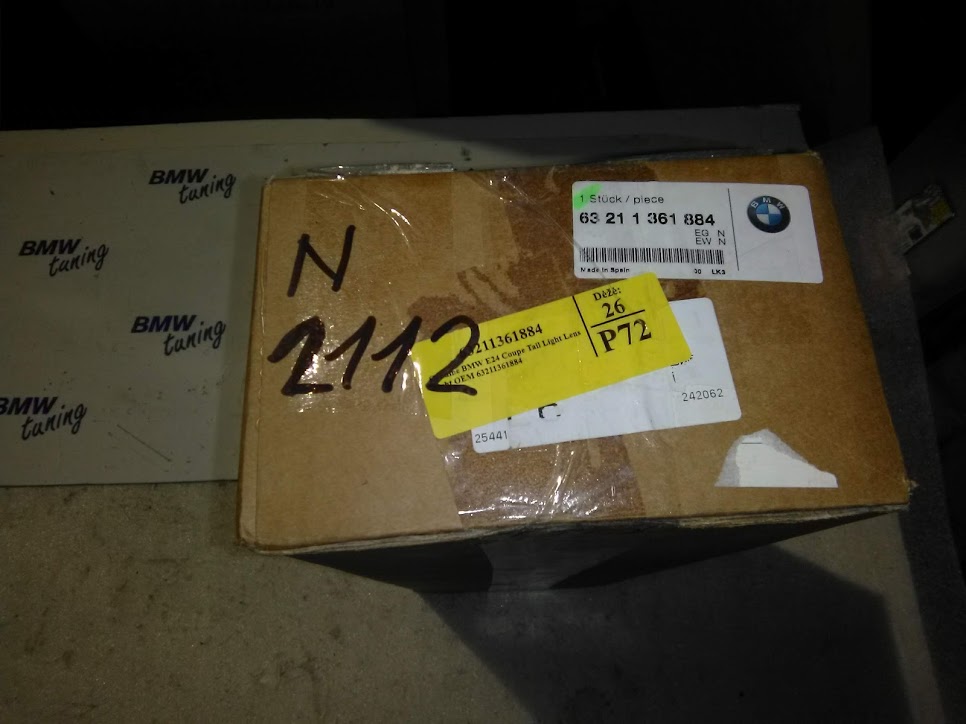 BMW
tuning
BMW
tuning
BMW
tuning
BMW
tuning
N
2112
1 Stück / piece
63 21 1 361 884
EG N
EW N
Made in Spain 30 LK3
BMW
211361884
BMW E24 Coupe Tail Light Lens
OEM 63211361884
Dėžė:
26
P72
25441
242062